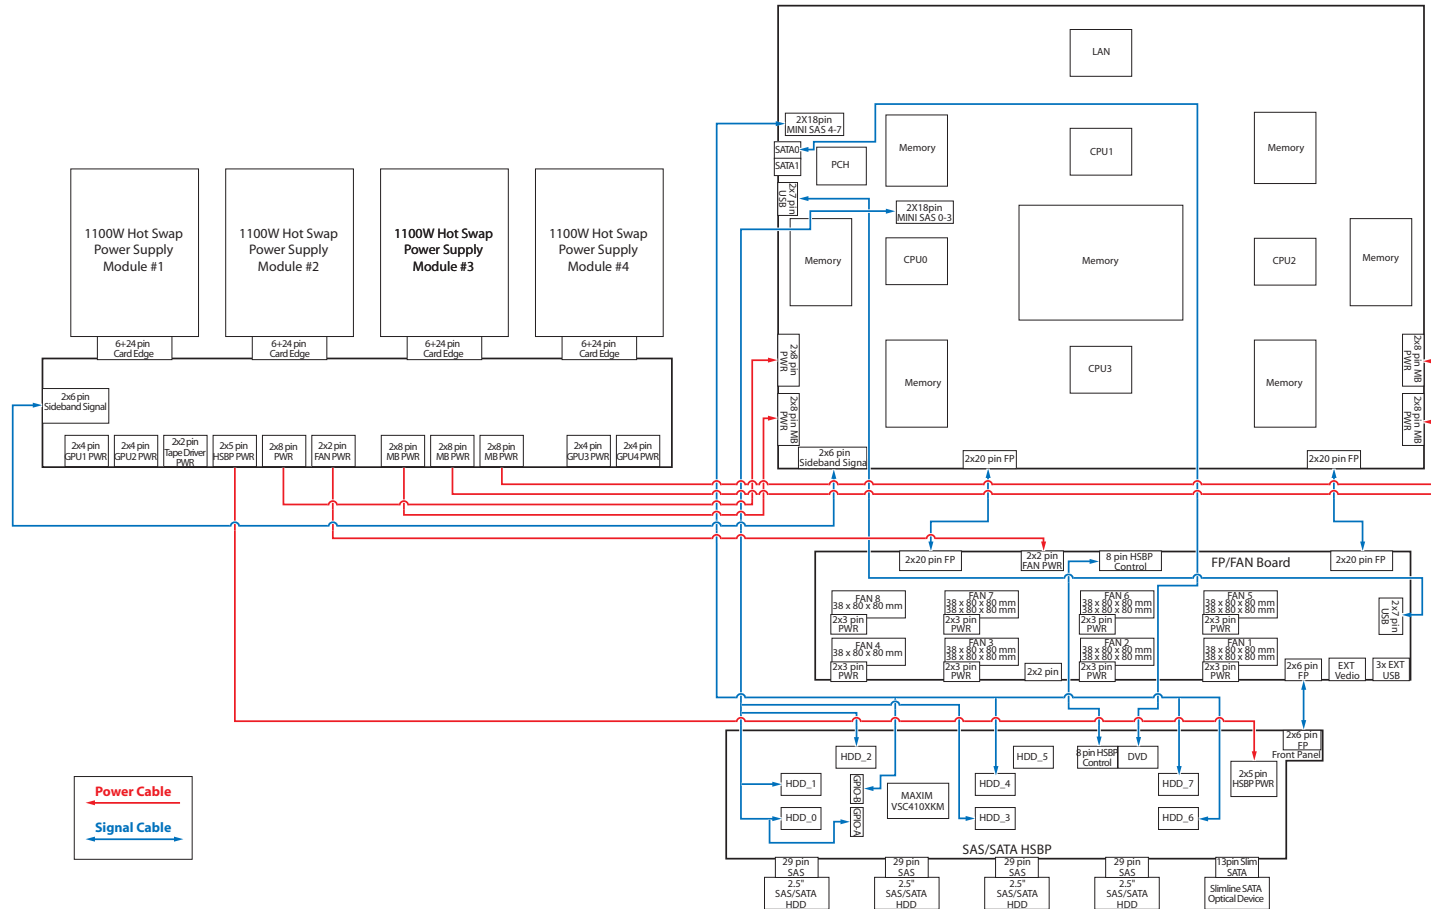 LAN
2X18pin
MINI SAS 4-7
SATA0
SATA1
PCH
2x7 pin
USB
Memory
CPU1
Memory
2X18pin
MINI SAS 0-3
Memory
CPU0
Memory
CPU2
Memory
2x8 pin
PWR
2x8 pin MB
PWR
Memory
CPU3
Memory
2x8 pin MB
PWR
2x8 pin MB
PWR
2x6 pin
Sideband Signa
2x20 pin FP
2x20 pin FP
1100W Hot Swap
Power Supply
Module #1
1100W Hot Swap
Power Supply
Module #2
1100W Hot Swap
Power Supply
Module #3
1100W Hot Swap
Power Supply
Module #4
6+24 pin
Card Edge
6+24 pin
Card Edge
6+24 pin
Card Edge
6+24 pin
Card Edge
2x6 pin
Sideband Signal
2x4 pin
GPU1 PWR
2x4 pin
GPU2 PWR
2x2 pin
Tape Driver
PWR
2x5 pin
HSBP PWR
2x8 pin
PWR
2x2 pin
FAN PWR
2x8 pin
MB PWR
2x8 pin
MB PWR
2x8 pin
MB PWR
2x4 pin
GPU3 PWR
2x4 pin
GPU4 PWR
2x20 pin FP
2x2 pin
FAN PWR
8 pin HSBP
Control
FP/FAN Board
2x20 pin FP
FAN 8
38 x 80 x 80 mm
2x3 pin
PWR
FAN 7
38 x 80 x 80 mm
38 x 80 x 80 mm
2x3 pin
PWR
FAN 6
38 x 80 x 80 mm
38 x 80 x 80 mm
2x3 pin
PWR
FAN 5
38 x 80 x 80 mm
38 x 80 x 80 mm
2x3 pin
PWR
2x7 pin
USB
FAN 4
38 x 80 x 80 mm
2x3 pin
PWR
FAN 3
38 x 80 x 80 mm
38 x 80 x 80 mm
2x3 pin
PWR
2x2 pin
FAN 2
38 x 80 x 80 mm
38 x 80 x 80 mm
2x3 pin
PWR
FAN 1
38 x 80 x 80 mm
38 x 80 x 80 mm
2x3 pin
PWR
2x6 pin
FP
EXT
Vedio
3x EXT
USB
2x6 pin
FP
Front Panel
HDD_2
HDD_5
8 pin HSBP
Control
DVD
2x5 pin
HSBP PWR
HDD_1
GPIO-B
MAXIM
VSC410XKM
HDD_4
HDD_7
HDD_0
GPIO-A
HDD_3
HDD_6
SAS/SATA HSBP
29 pin
SAS
2.5"
SAS/SATA
HDD
29 pin
SAS
2.5"
SAS/SATA
HDD
29 pin
SAS
2.5"
SAS/SATA
HDD
29 pin
SAS
2.5"
SAS/SATA
HDD
13pin Slim
SATA
Slimline SATA
Optical Device
Power Cable
Signal Cable